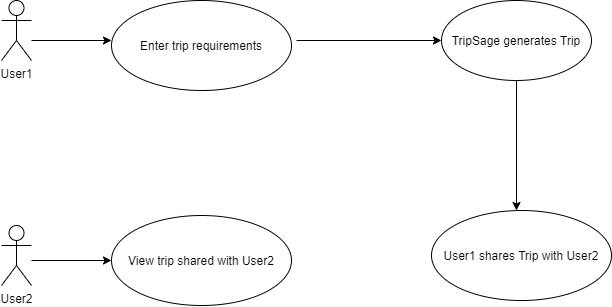 Enter trip requirements
TripSage generates Trip
User1
View trip shared with User2
User1 shares Trip with User2
User2